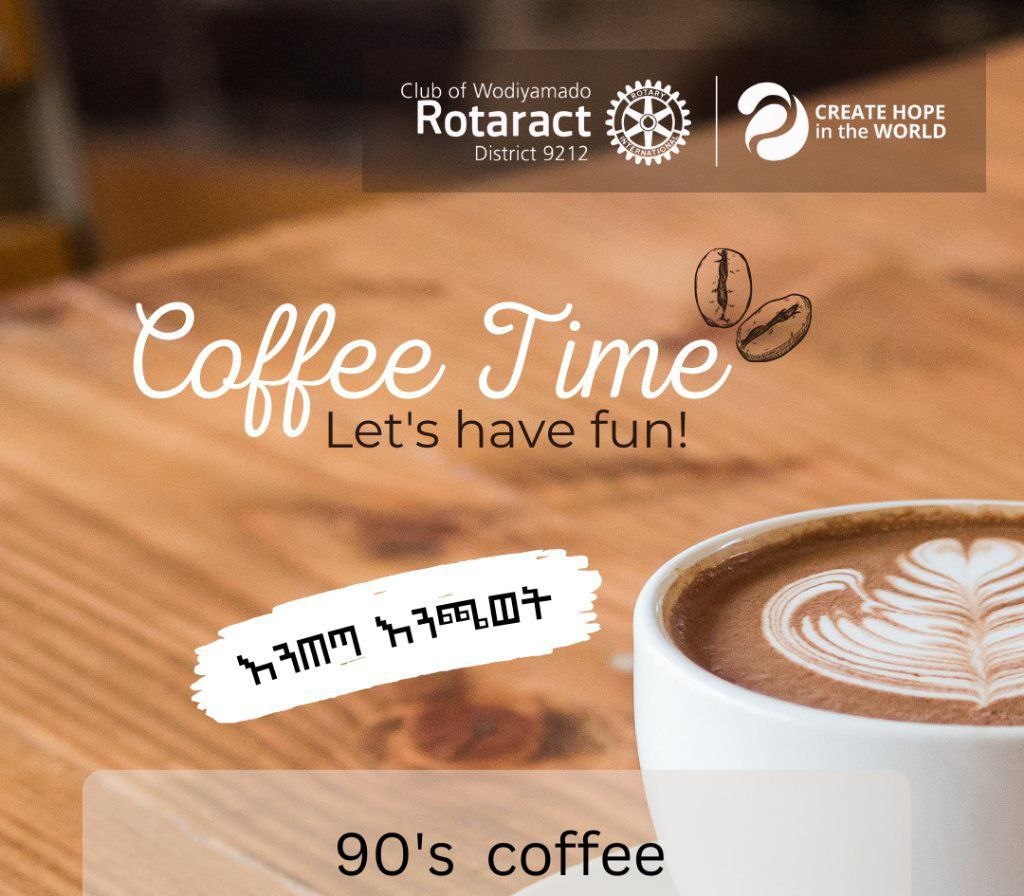 Club of Wodiyamado
Rotaract
District 9212
ROTARY
INTERNATIONAL
CREATE HOPE
in the WORLD
Coffee Time
Let's have fun!
እንጠጣ እንጫወት
90's coffee